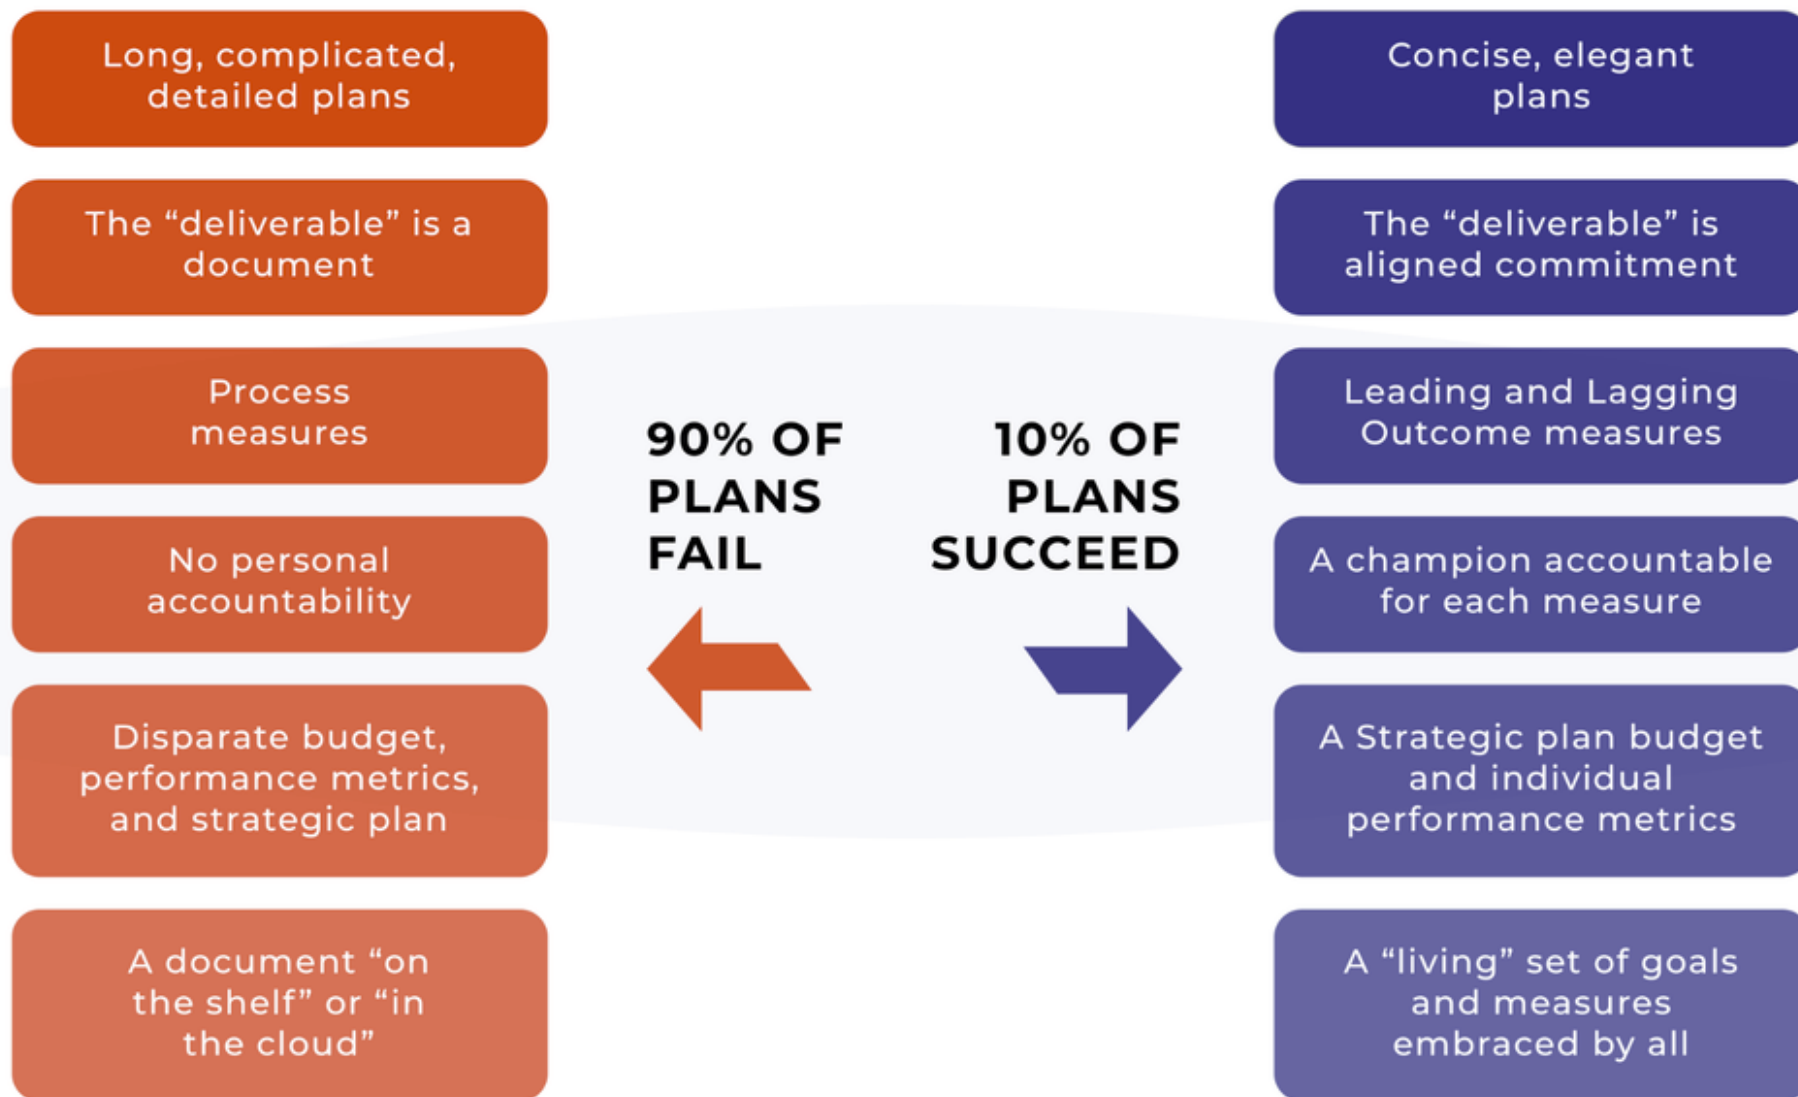 Long, complicated,
detailed plans
The “deliverable” is a
document
Process
measures
No personal
accountability
Disparate budget,
performance metrics,
and strategic plan
A document “on
the shelf” or “in
the cloud”
90% OF
PLANS
FAIL
10% OF
PLANS
SUCCEED
Concise, elegant
plans
The “deliverable” is
aligned commitment
Leading and Lagging
Outcome measures
A champion accountable
for each measure
A Strategic plan budget
and individual
performance metrics
A “living” set of goals
and measures
embraced by all